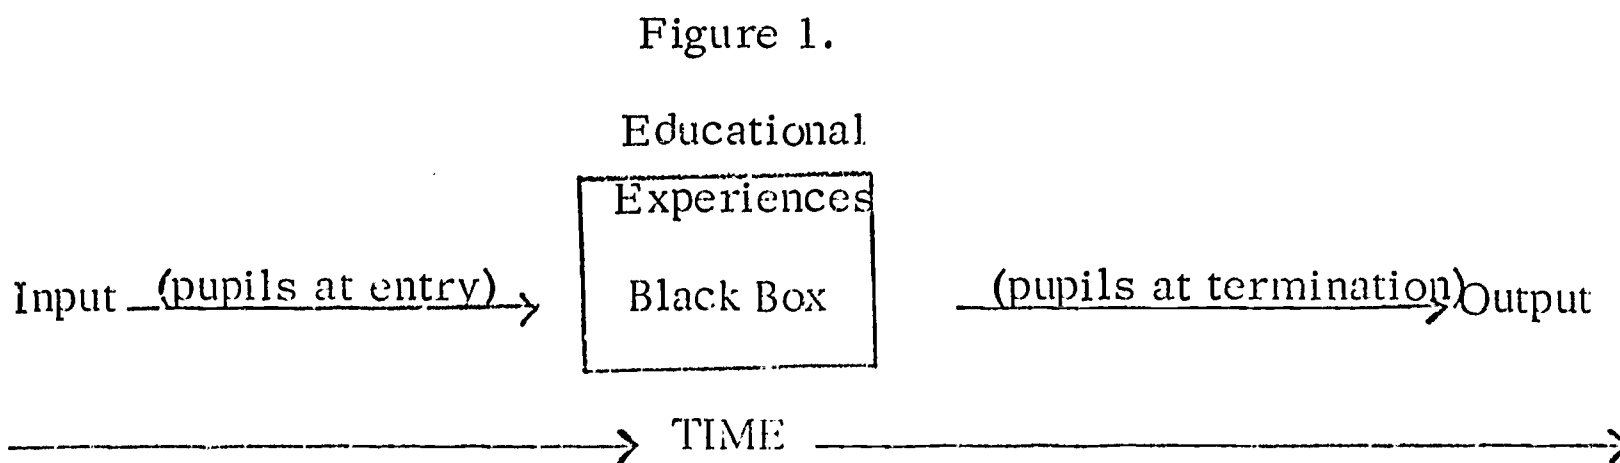 Figure 1.
Educational
Experiences
Input (pupils at entry) Black Box (pupils at termination) Output
TIME